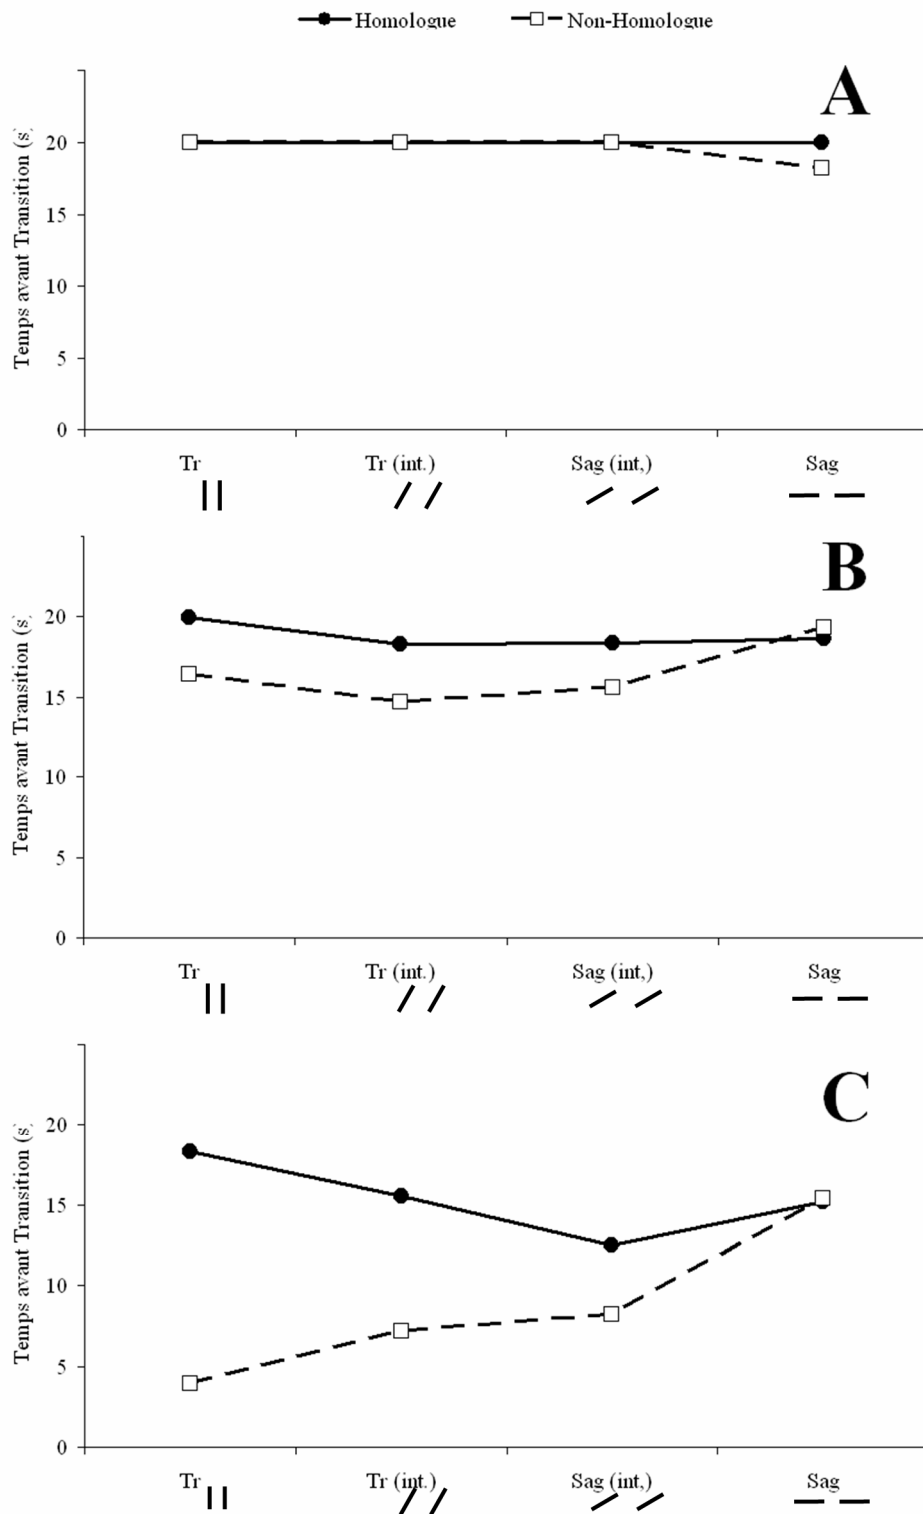 Homologue Non-Homologue
A
Temps avant Transition (s)
20
15
10
5
0
Tr Tr (int.) Sag (int,) Sag
B
Temps avant Transition (s)
20
15
10
5
0
Tr Tr (int.) Sag (int,) Sag
C
Temps avant Transition (s)
20
15
10
5
0
Tr Tr (int.) Sag (int,) Sag